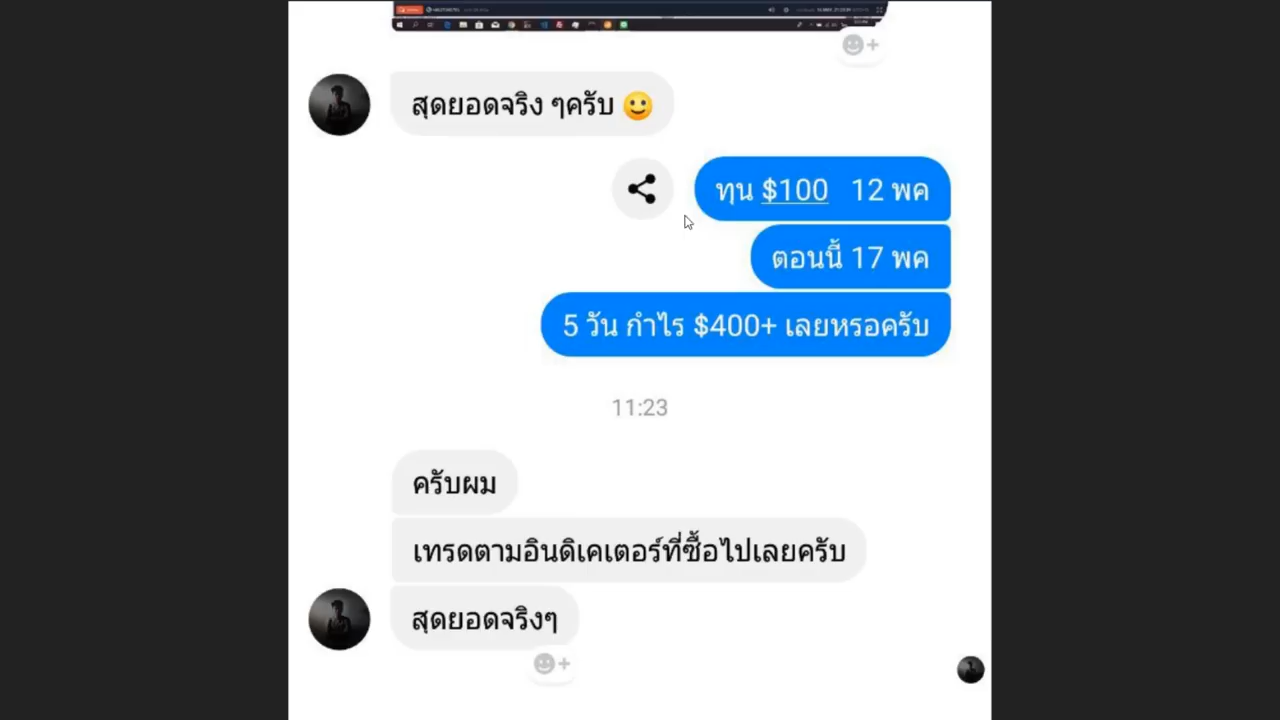 สุดยอดจริง ๆครับ 🙂
ทุน $100 12 พค
ตอนนี้ 17 พค
5 วัน กำไร $400+ เลยหรอครับ
11:23
ครับผม
เทรดตามอินดิเคเตอร์ที่ซื้อไปเลยครับ
สุดยอดจริงๆ